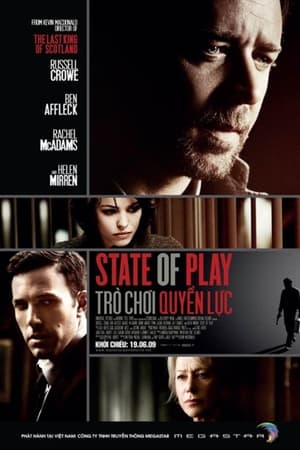 FROM KEVIN MACDONALD
DIRECTOR OF
THE LAST KING
OF SCOTLAND
RUSSELL
CROWE
BEN
AFFLECK
RACHEL
McADAMS
AND
HELEN
MIRREN
STATE OF PLAY
TRÒ CHƠI QUYỀN LỰC
KHỞI CHIẾU: 19.06.09
PHÁT HÀNH TẠI VIỆT NAM: CÔNG TY TNHH TRUYỀN THÔNG MEGASTAR MEGASTAR